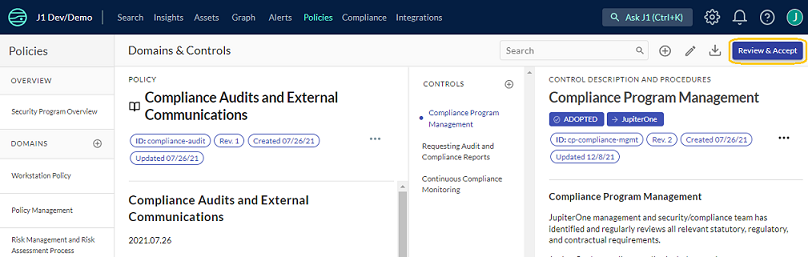 J1 Dev/Demo
Search Insights Assets Graph Alerts Policies Compliance Integrations
Ask J1 (Ctrl+K)
J
Policies
Domains & Controls
Search
Review & Accept
OVERVIEW
Security Program Overview
DOMAINS
Workstation Policy
Policy Management
Risk Management and Risk
Assessment Process
POLICY
Compliance Audits and External
Communications
ID: compliance-audit Rev. 1 Created 07/26/21
Updated 07/26/21
Compliance Audits and External
Communications
2021.07.26
CONTROLS
Compliance Program
Management
Requesting Audit and
Compliance Reports
Continuous Compliance
Monitoring
CONTROL DESCRIPTION AND PROCEDURES
Compliance Program Management
ADOPTED JupiterOne
ID: cp-compliance-mgmt Rev. 2 Created 07/26/21
Updated 12/8/21
Compliance Program Management
JupiterOne management and security/compliance team has
identified and regularly reviews all relevant statutory, regulatory,
and contractual requirements.